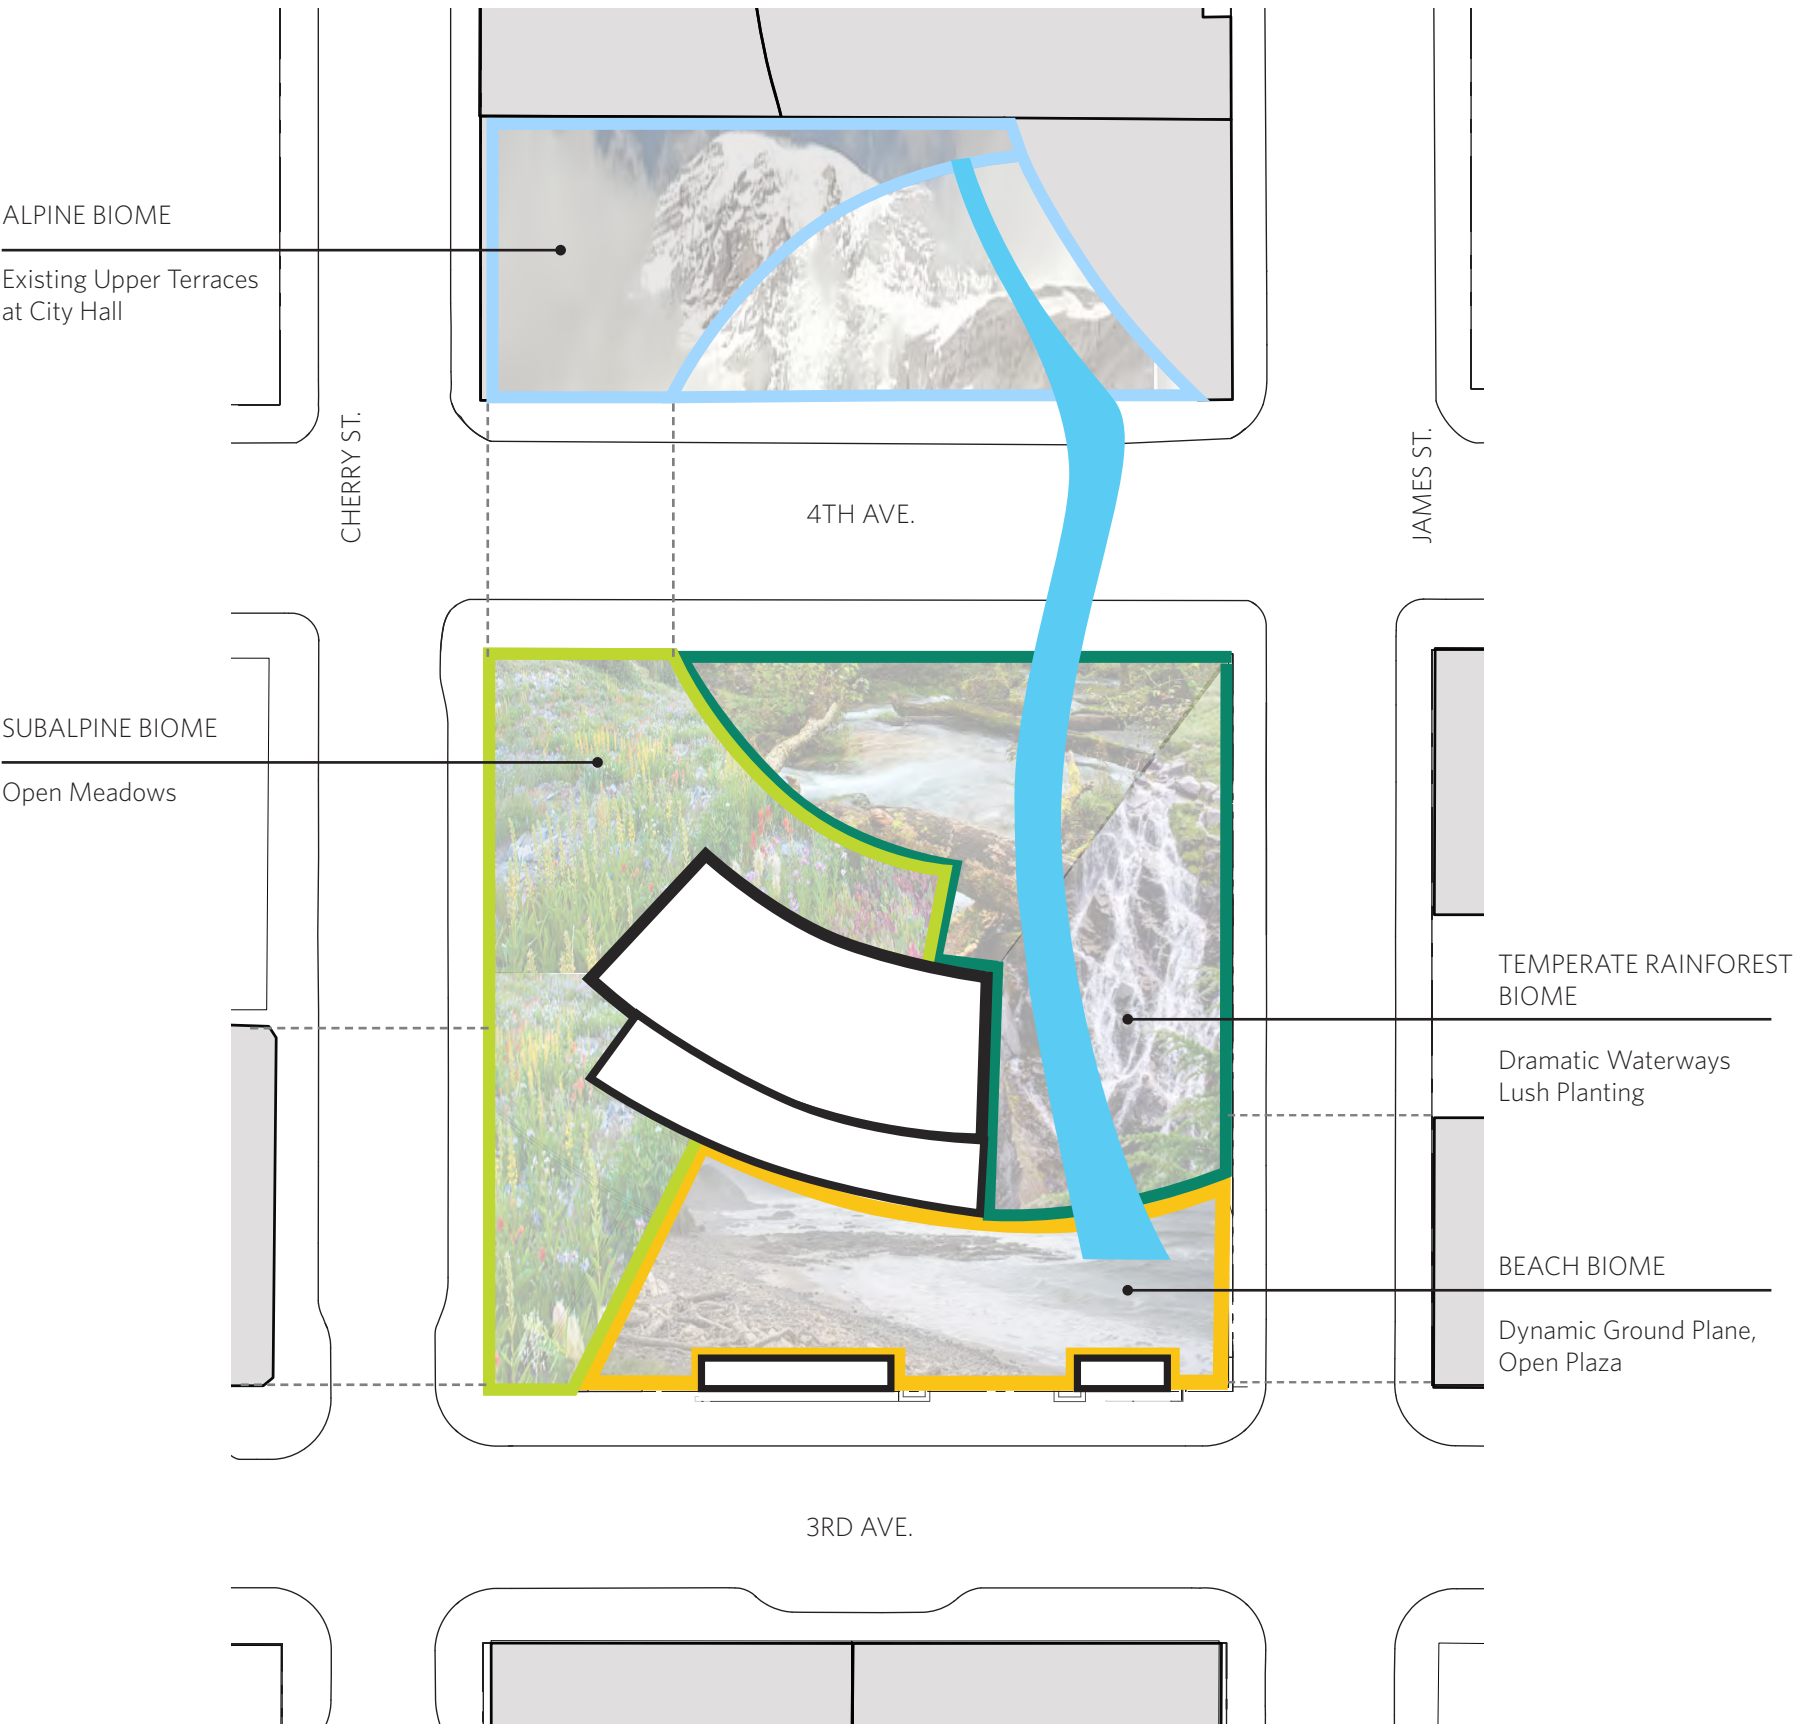 ALPINE BIOME
Existing Upper Terraces
at City Hall
CHERRY ST.
4TH AVE.
JAMES ST.
SUBALPINE BIOME
Open Meadows
TEMPERATE RAINFOREST
BIOME
Dramatic Waterways
Lush Planting
BEACH BIOME
Dynamic Ground Plane,
Open Plaza
3RD AVE.